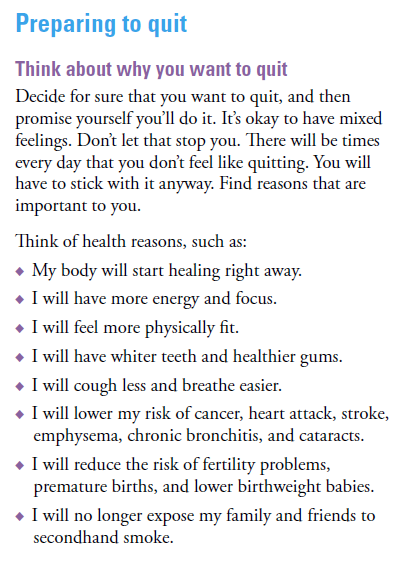 Preparing to quit
Think about why you want to quit
Decide for sure that you want to quit, and then
promise yourself you’ll do it. It’s okay to have mixed
feelings. Don’t let that stop you. There will be times
every day that you don’t feel like quitting. You will
have to stick with it anyway. Find reasons that are
important to you.
Think of health reasons, such as:
◆ My body will start healing right away.
◆ I will have more energy and focus.
◆ I will feel more physically fit.
◆ I will have whiter teeth and healthier gums.
◆ I will cough less and breathe easier.
◆ I will lower my risk of cancer, heart attack, stroke,
emphysema, chronic bronchitis, and cataracts.
◆ I will reduce the risk of fertility problems,
premature births, and lower birthweight babies.
◆ I will no longer expose my family and friends to
secondhand smoke.